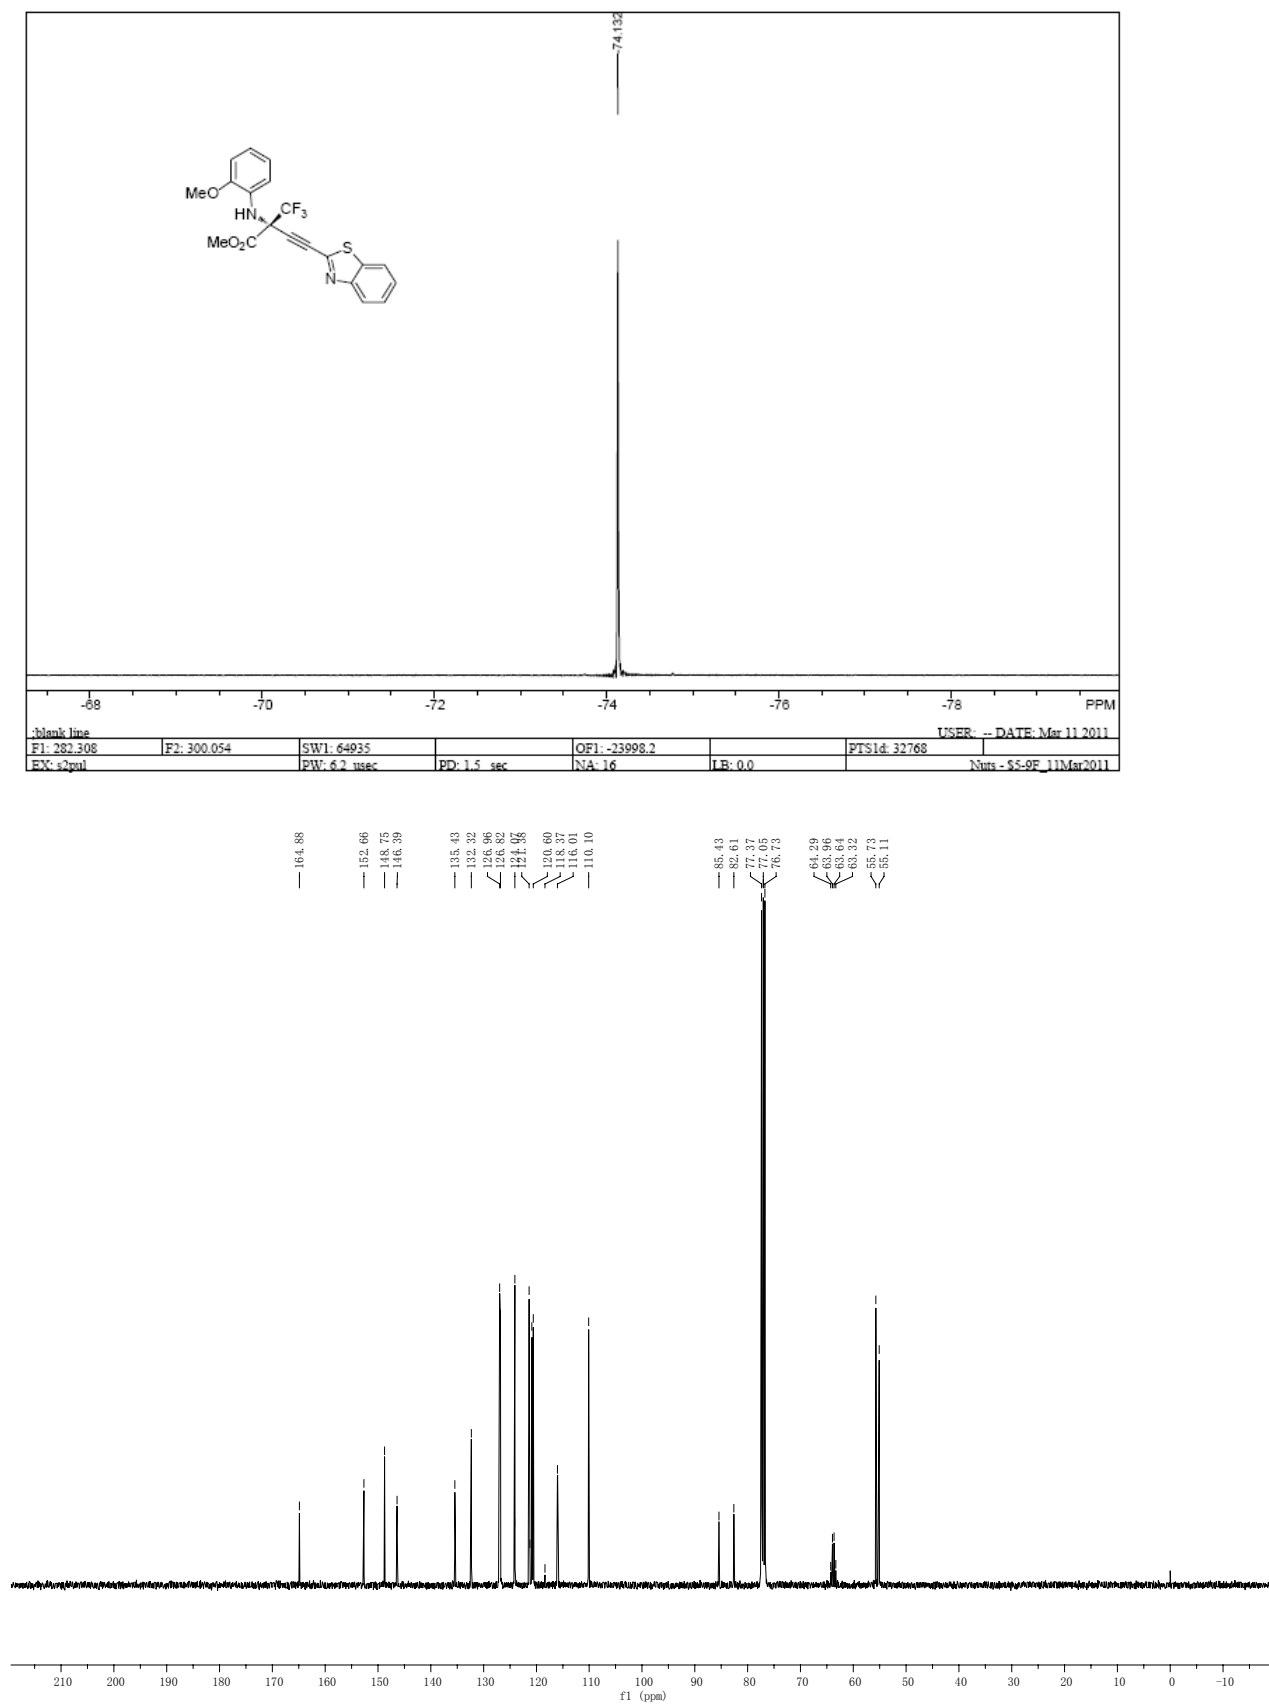 -74.132
MeO
HN
CF3
MeO2C
S
N
-68 -70 -72 -74 -76 -78 PPM
;blank line USER: -- DATE: Mar 11 2011
F1: 282.308 F2: 300.054 SW1: 64935 OF1: -23998.2 PTS1d: 32768
EX: s2pul PW: 6.2 usec PD: 1.5 sec NA: 16 LB: 0.0 Nuts - $5-9F_11Mar2011
164.88
152.66
148.75
146.39
135.43
132.32
126.96
126.82
124.07
121.38
120.60
118.37
116.01
110.10
85.43
82.61
77.37
77.05
76.73
64.29
63.96
63.64
63.32
55.73
55.11
210 200 190 180 170 160 150 140 130 120 110 100 90 80 70 60 50 40 30 20 10 0 -10
f1 (ppm)